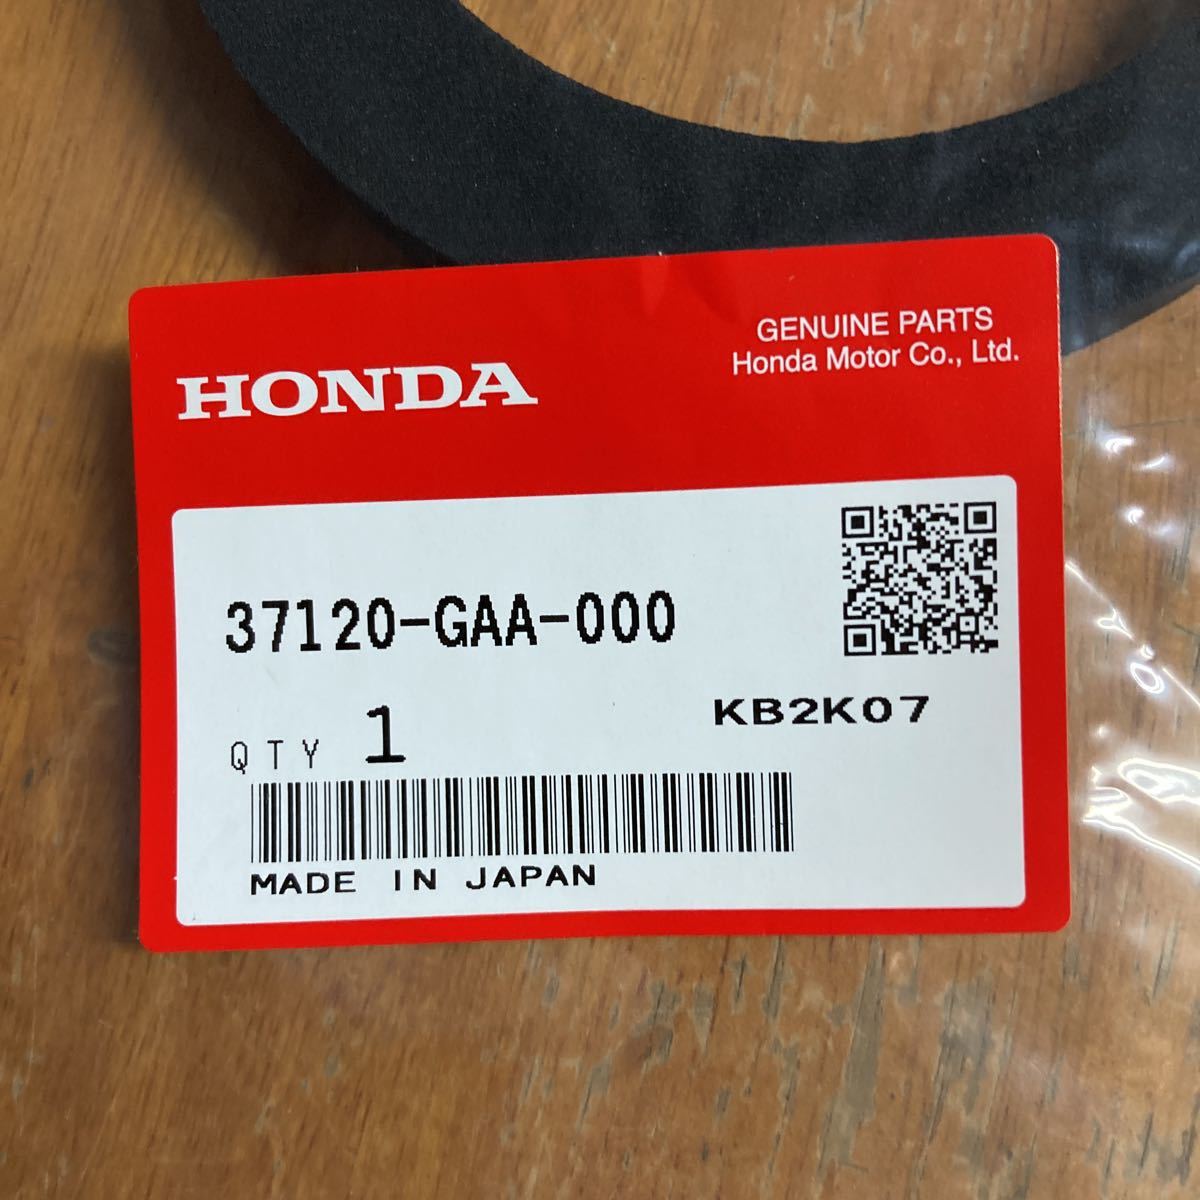 GENUINE PARTS
Honda Motor Co., Ltd.
HONDA
37120-GAA-000
KB2K07
QTY 1
MADE IN JAPAN